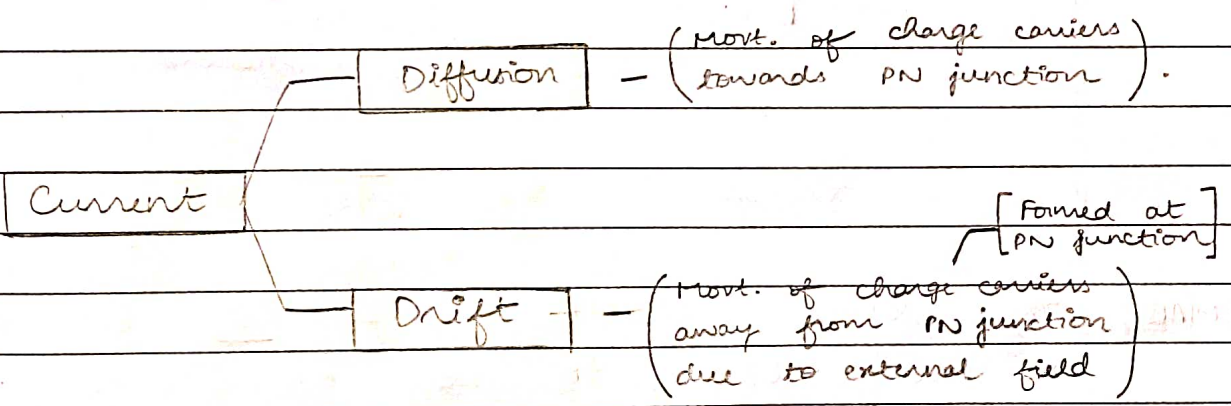 Diffusion - (Movt. of charge carriers
towards PN junction).
Current
[Formed at
PN junction]
Drift - (Movt. of charge carriers
away from PN junction
due to external field)